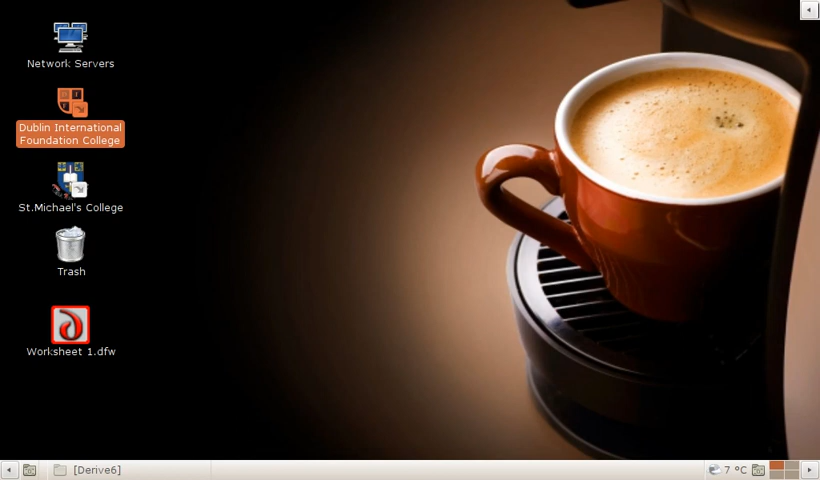 Network Servers
Dublin International
Foundation College
St.Michael's College
Trash
Worksheet 1.dfw
[Derive6]
7 °C